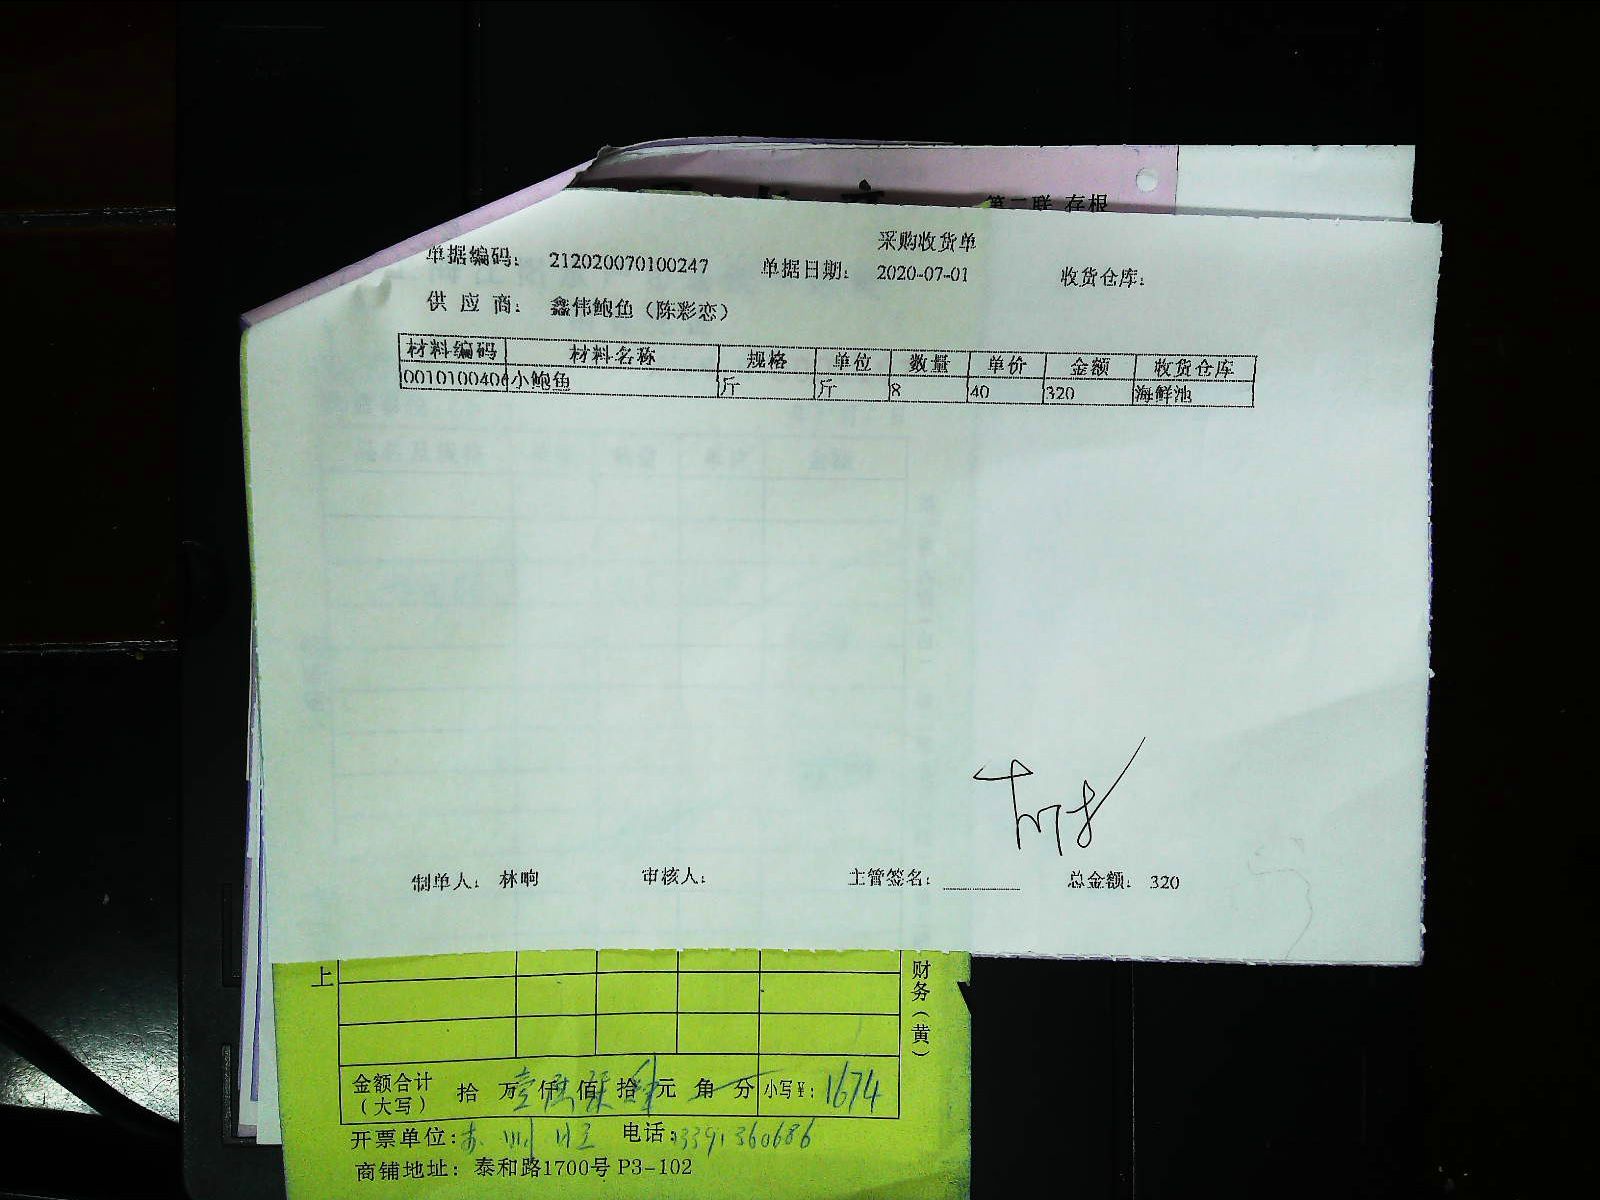 第二联 存根
采购收货单
单据编码： 212020070100247 单据日期： 2020-07-01 收货仓库：
供 应 商： 鑫伟鲍鱼（陈彩恋）
材料编码 材料名称 规格 单位 数量 单价 金额 收货仓库
0010100406 小鲍鱼 斤 斤 8 40 320 海鲜池
制单人： 林响 审核人： 主管签名： 总金额： 320
上
财务（黄）
金额合计（大写） 拾 万壹仟陆佰柒拾肆元 角 分 小写¥：1674
开票单位： 电话：
商铺地址：泰和路1700号 P3-102